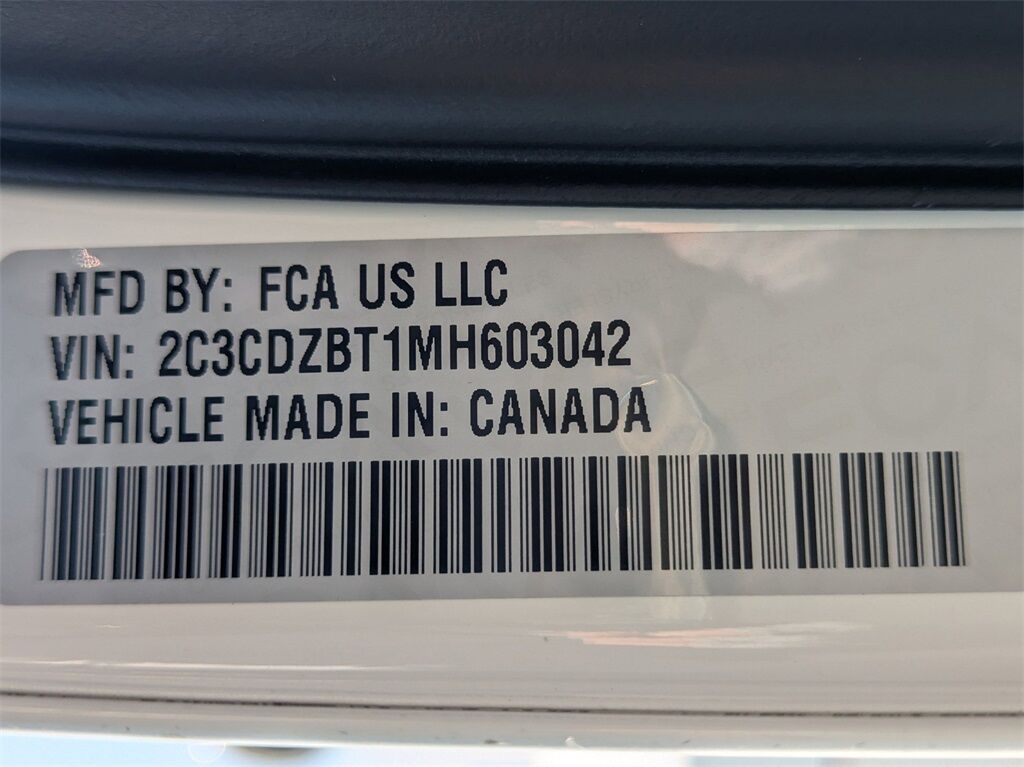 MFD BY: FCA US LLC
VIN: 2C3CDZBT1MH603042
VEHICLE MADE IN: CANADA